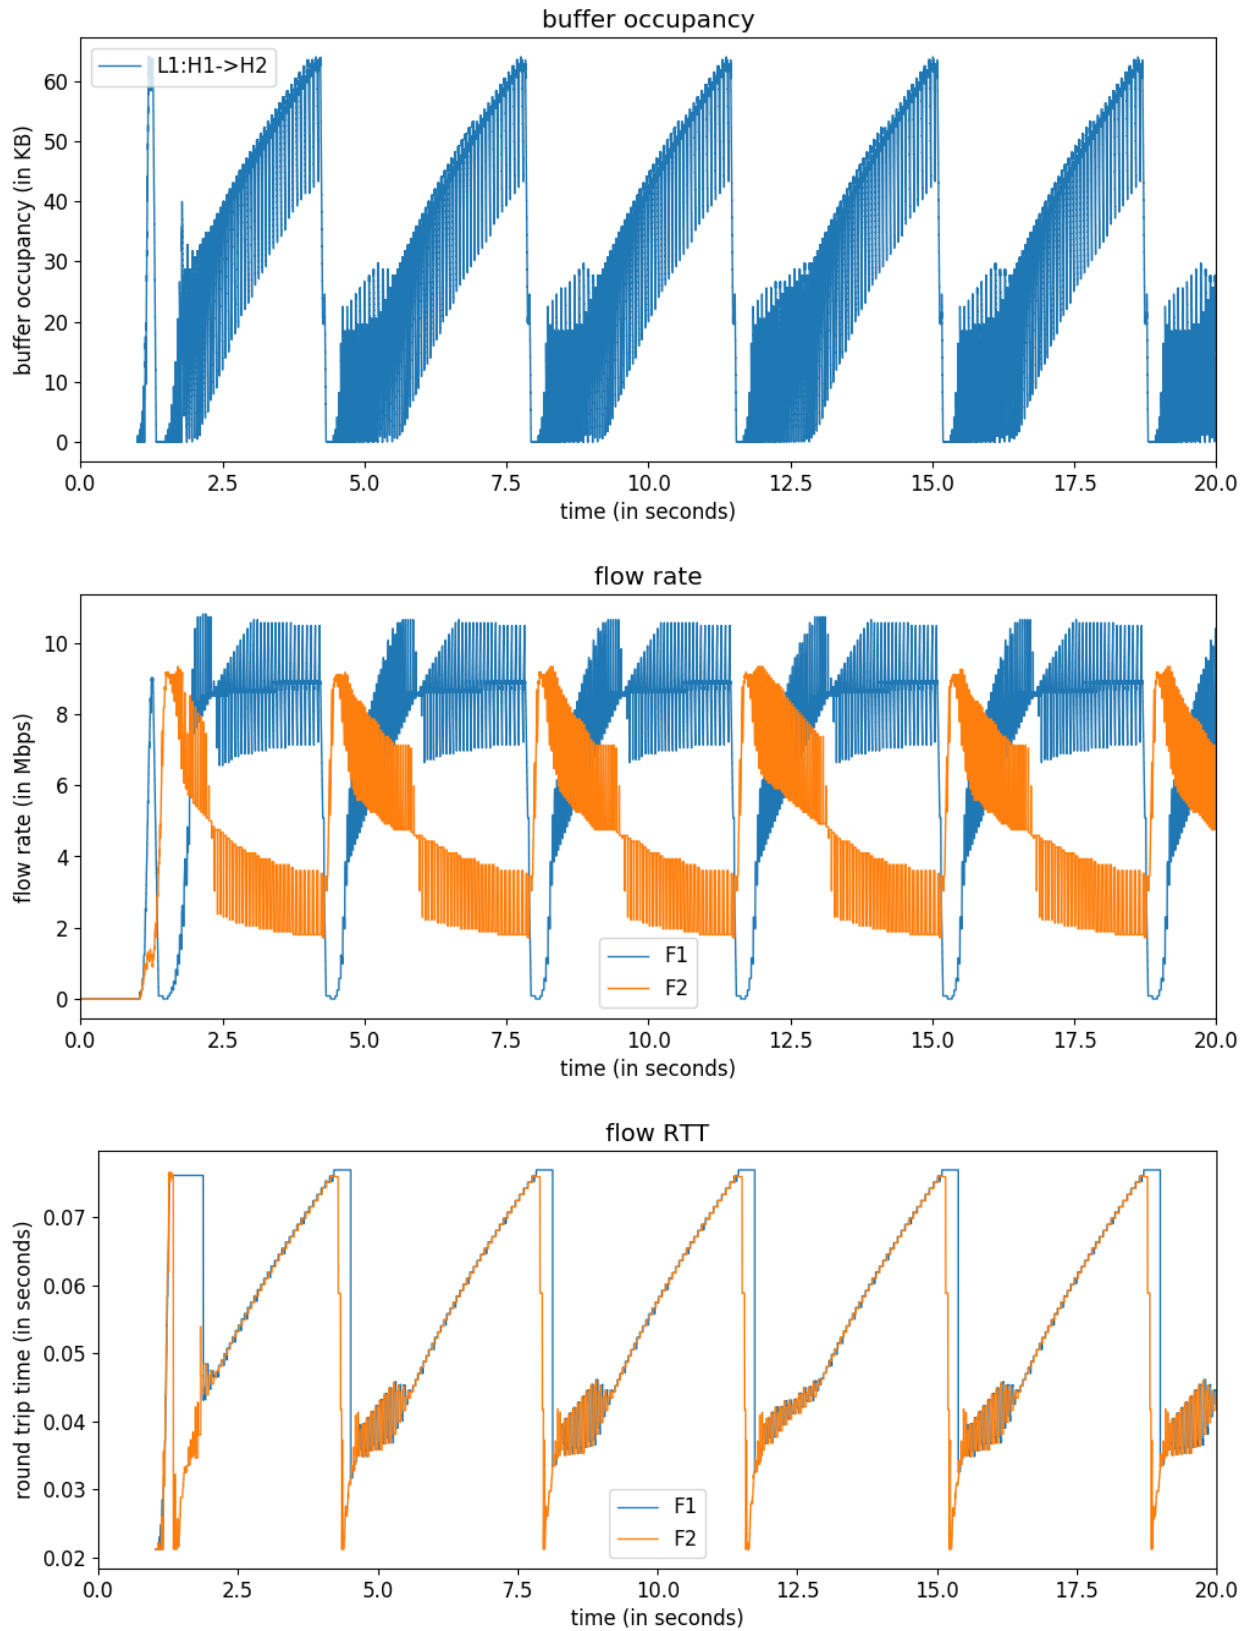 buffer occupancy
L1:H1->H2
buffer occupancy (in KB)
60
50
40
30
20
10
0
0.0 2.5 5.0 7.5 10.0 12.5 15.0 17.5 20.0
time (in seconds)
flow rate
flow rate (in Mbps)
10
8
6
4
2
0
F1
F2
0.0 2.5 5.0 7.5 10.0 12.5 15.0 17.5 20.0
time (in seconds)
flow RTT
round trip time (in seconds)
0.07
0.06
0.05
0.04
0.03
0.02
F1
F2
0.0 2.5 5.0 7.5 10.0 12.5 15.0 17.5 20.0
time (in seconds)